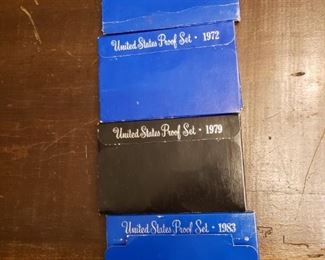 United States Proof Set · 1972
United States Proof Set · 1979
United States Proof Set · 1983